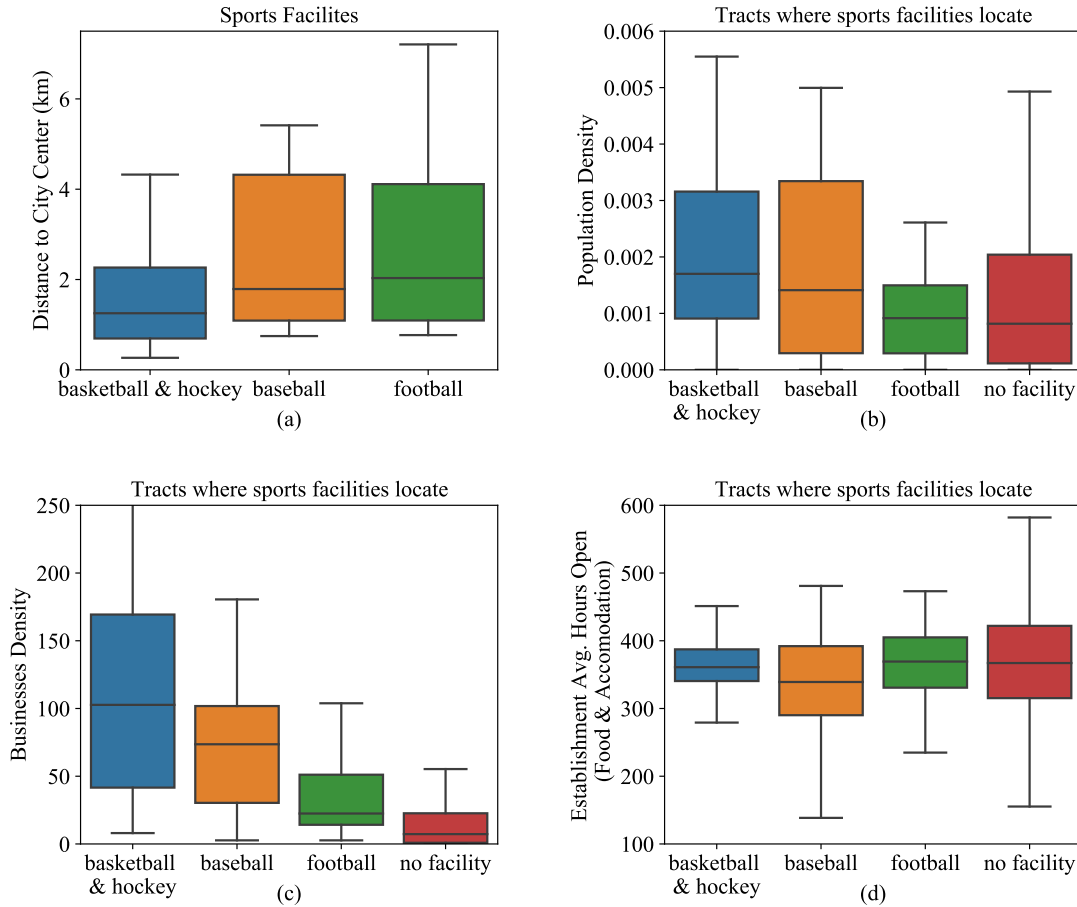 Sports Facilites
Distance to City Center (km)
6
4
2
0
basketball & hockey baseball football
(a)
Tracts where sports facilities locate
Population Density
0.006
0.005
0.004
0.003
0.002
0.001
0.000
basketball
& hockey
baseball
football
no facility
(b)
Tracts where sports facilities locate
Businesses Density
250
200
150
100
50
0
basketball
& hockey
baseball
football
no facility
(c)
Tracts where sports facilities locate
Establishment Avg. Hours Open
(Food & Accomodation)
600
500
400
300
200
100
basketball
& hockey
baseball
football
no facility
(d)